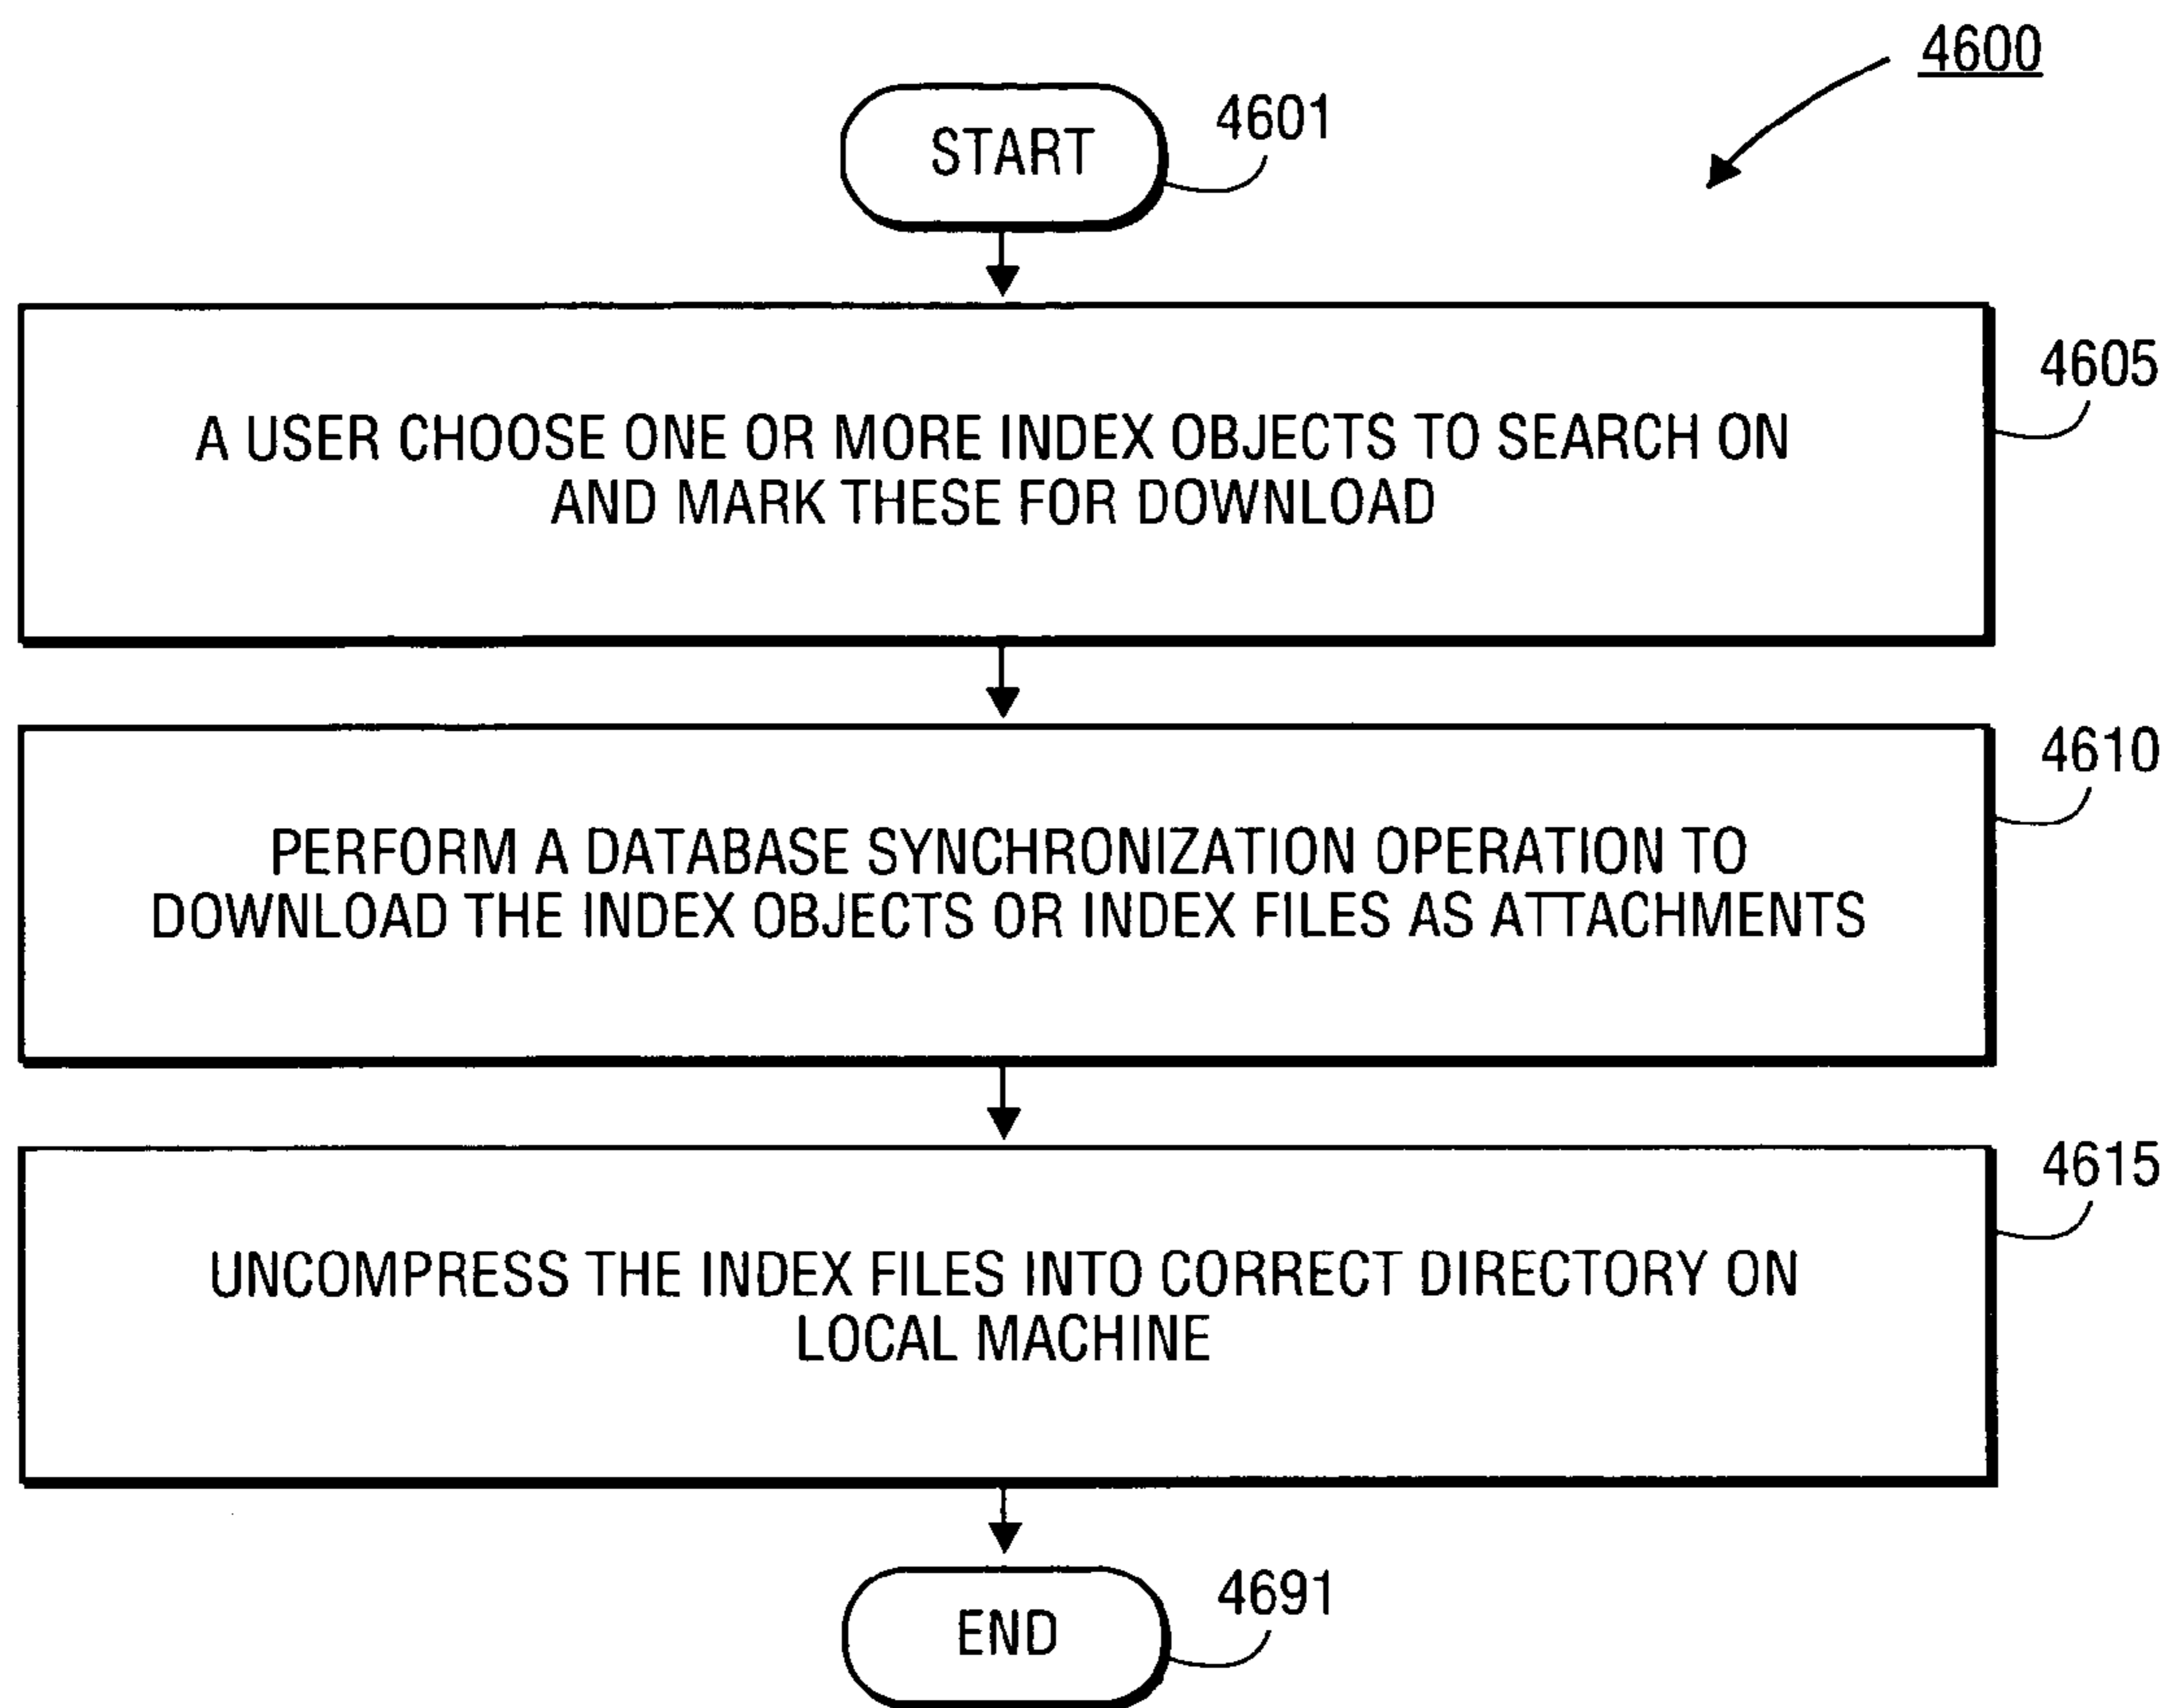 4600
START
4601
4605
A USER CHOOSE ONE OR MORE INDEX OBJECTS TO SEARCH ON
AND MARK THESE FOR DOWNLOAD
4610
PERFORM A DATABASE SYNCHRONIZATION OPERATION TO
DOWNLOAD THE INDEX OBJECTS OR INDEX FILES AS ATTACHMENTS
4615
UNCOMPRESS THE INDEX FILES INTO CORRECT DIRECTORY ON
LOCAL MACHINE
4691
END